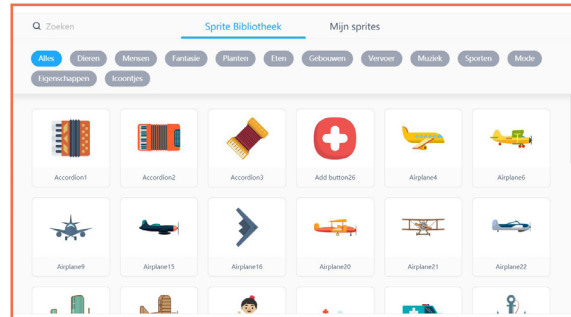 Zoeken Sprite Bibliotheek Mijn sprites
Alles Dieren Mensen Fantasie Planten Eten Gebouwen Vervoer Muziek Sporten Mode
Eigenschappen Icoontjes
Accordion1 Accordion2 Accordion3 Add button26 Airplane4 Airplane6
Airplane9 Airplane15 Airplane16 Airplane20 Airplane21 Airplane22